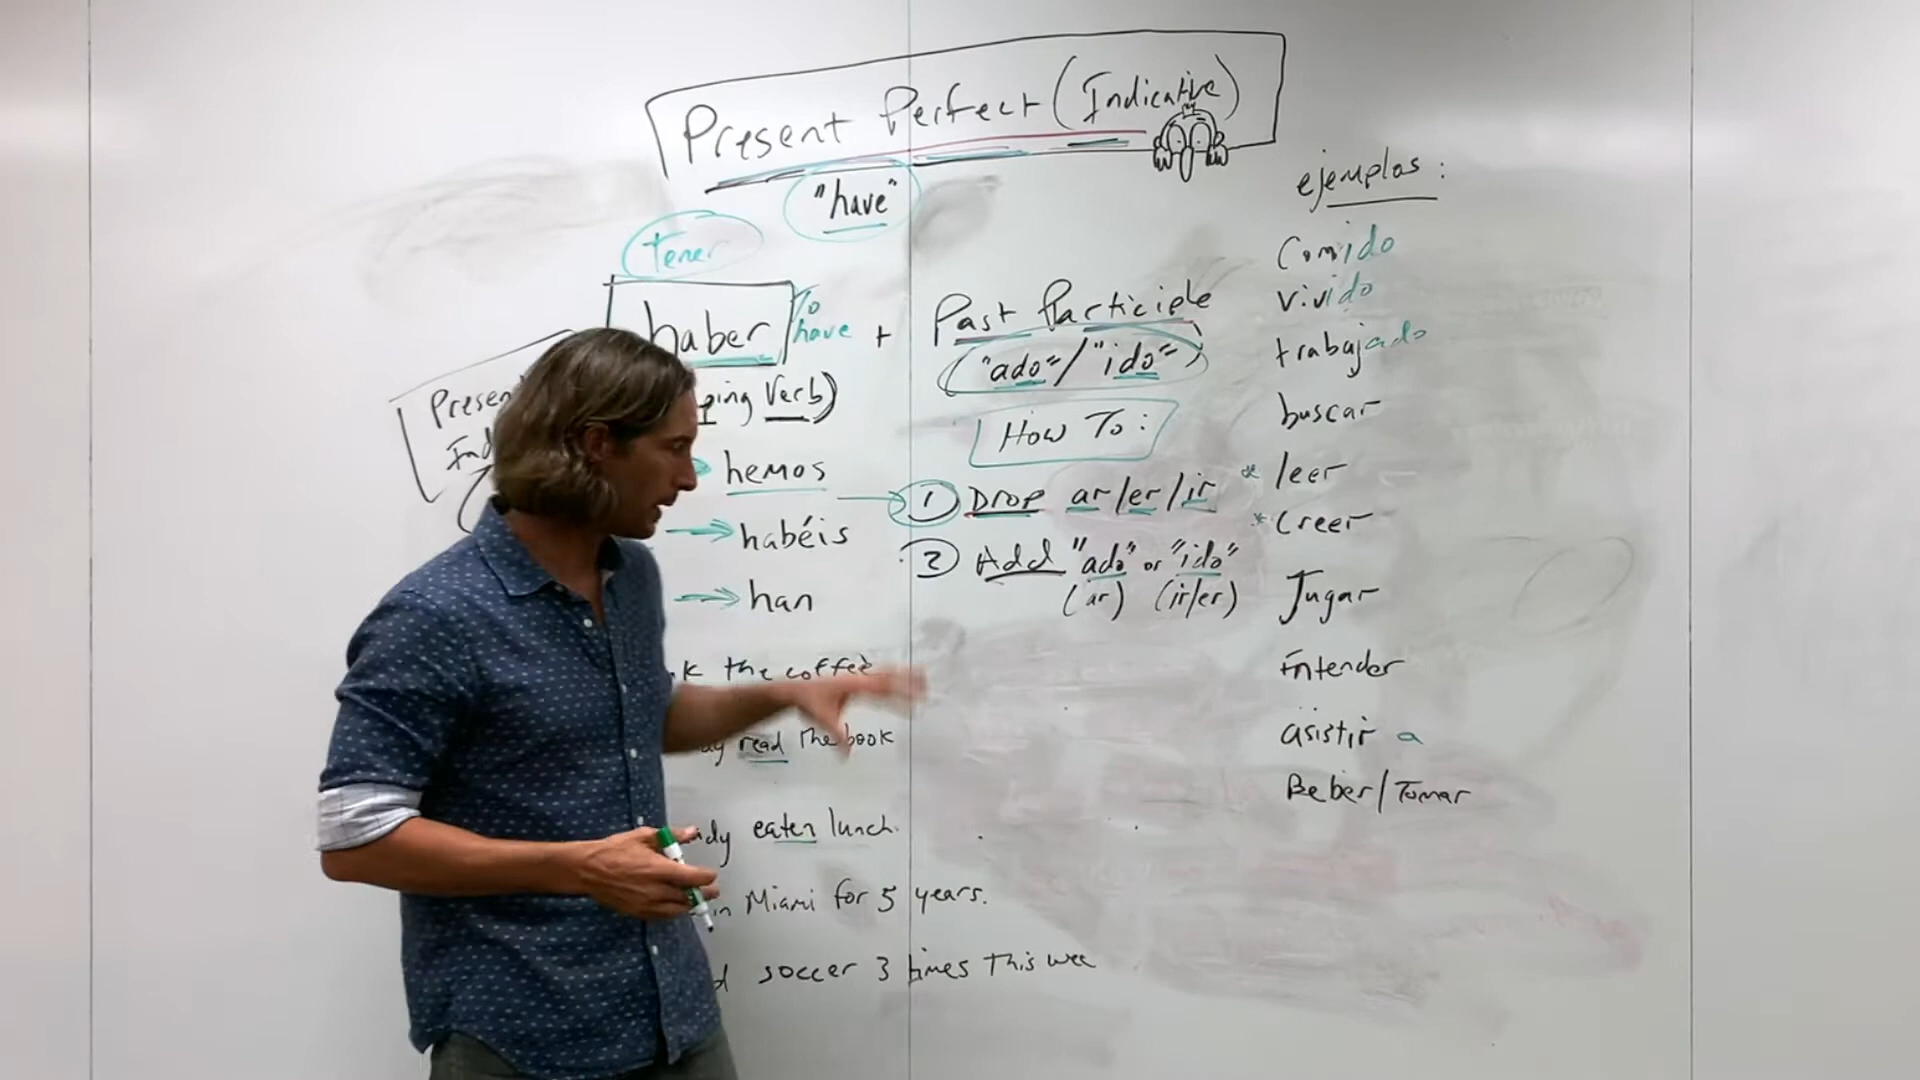 Present Perfect (Indicative)
"have"
tener
haber To have + Past Participle
("ado"/"ido")
Verb)
hemos
habéis
han
How To:
1 Drop ar/er/ir
2 Add "ado" or "ido"
(ar) (ir/er)
the coffee
read the book
eaten lunch.
in Miami for 5 years.
soccer 3 times this wee
ejemplos:
Comido
vivido
trabajado
buscar
* leer
* Creer
Jugar
entender
asistir a
Beber/Tomar